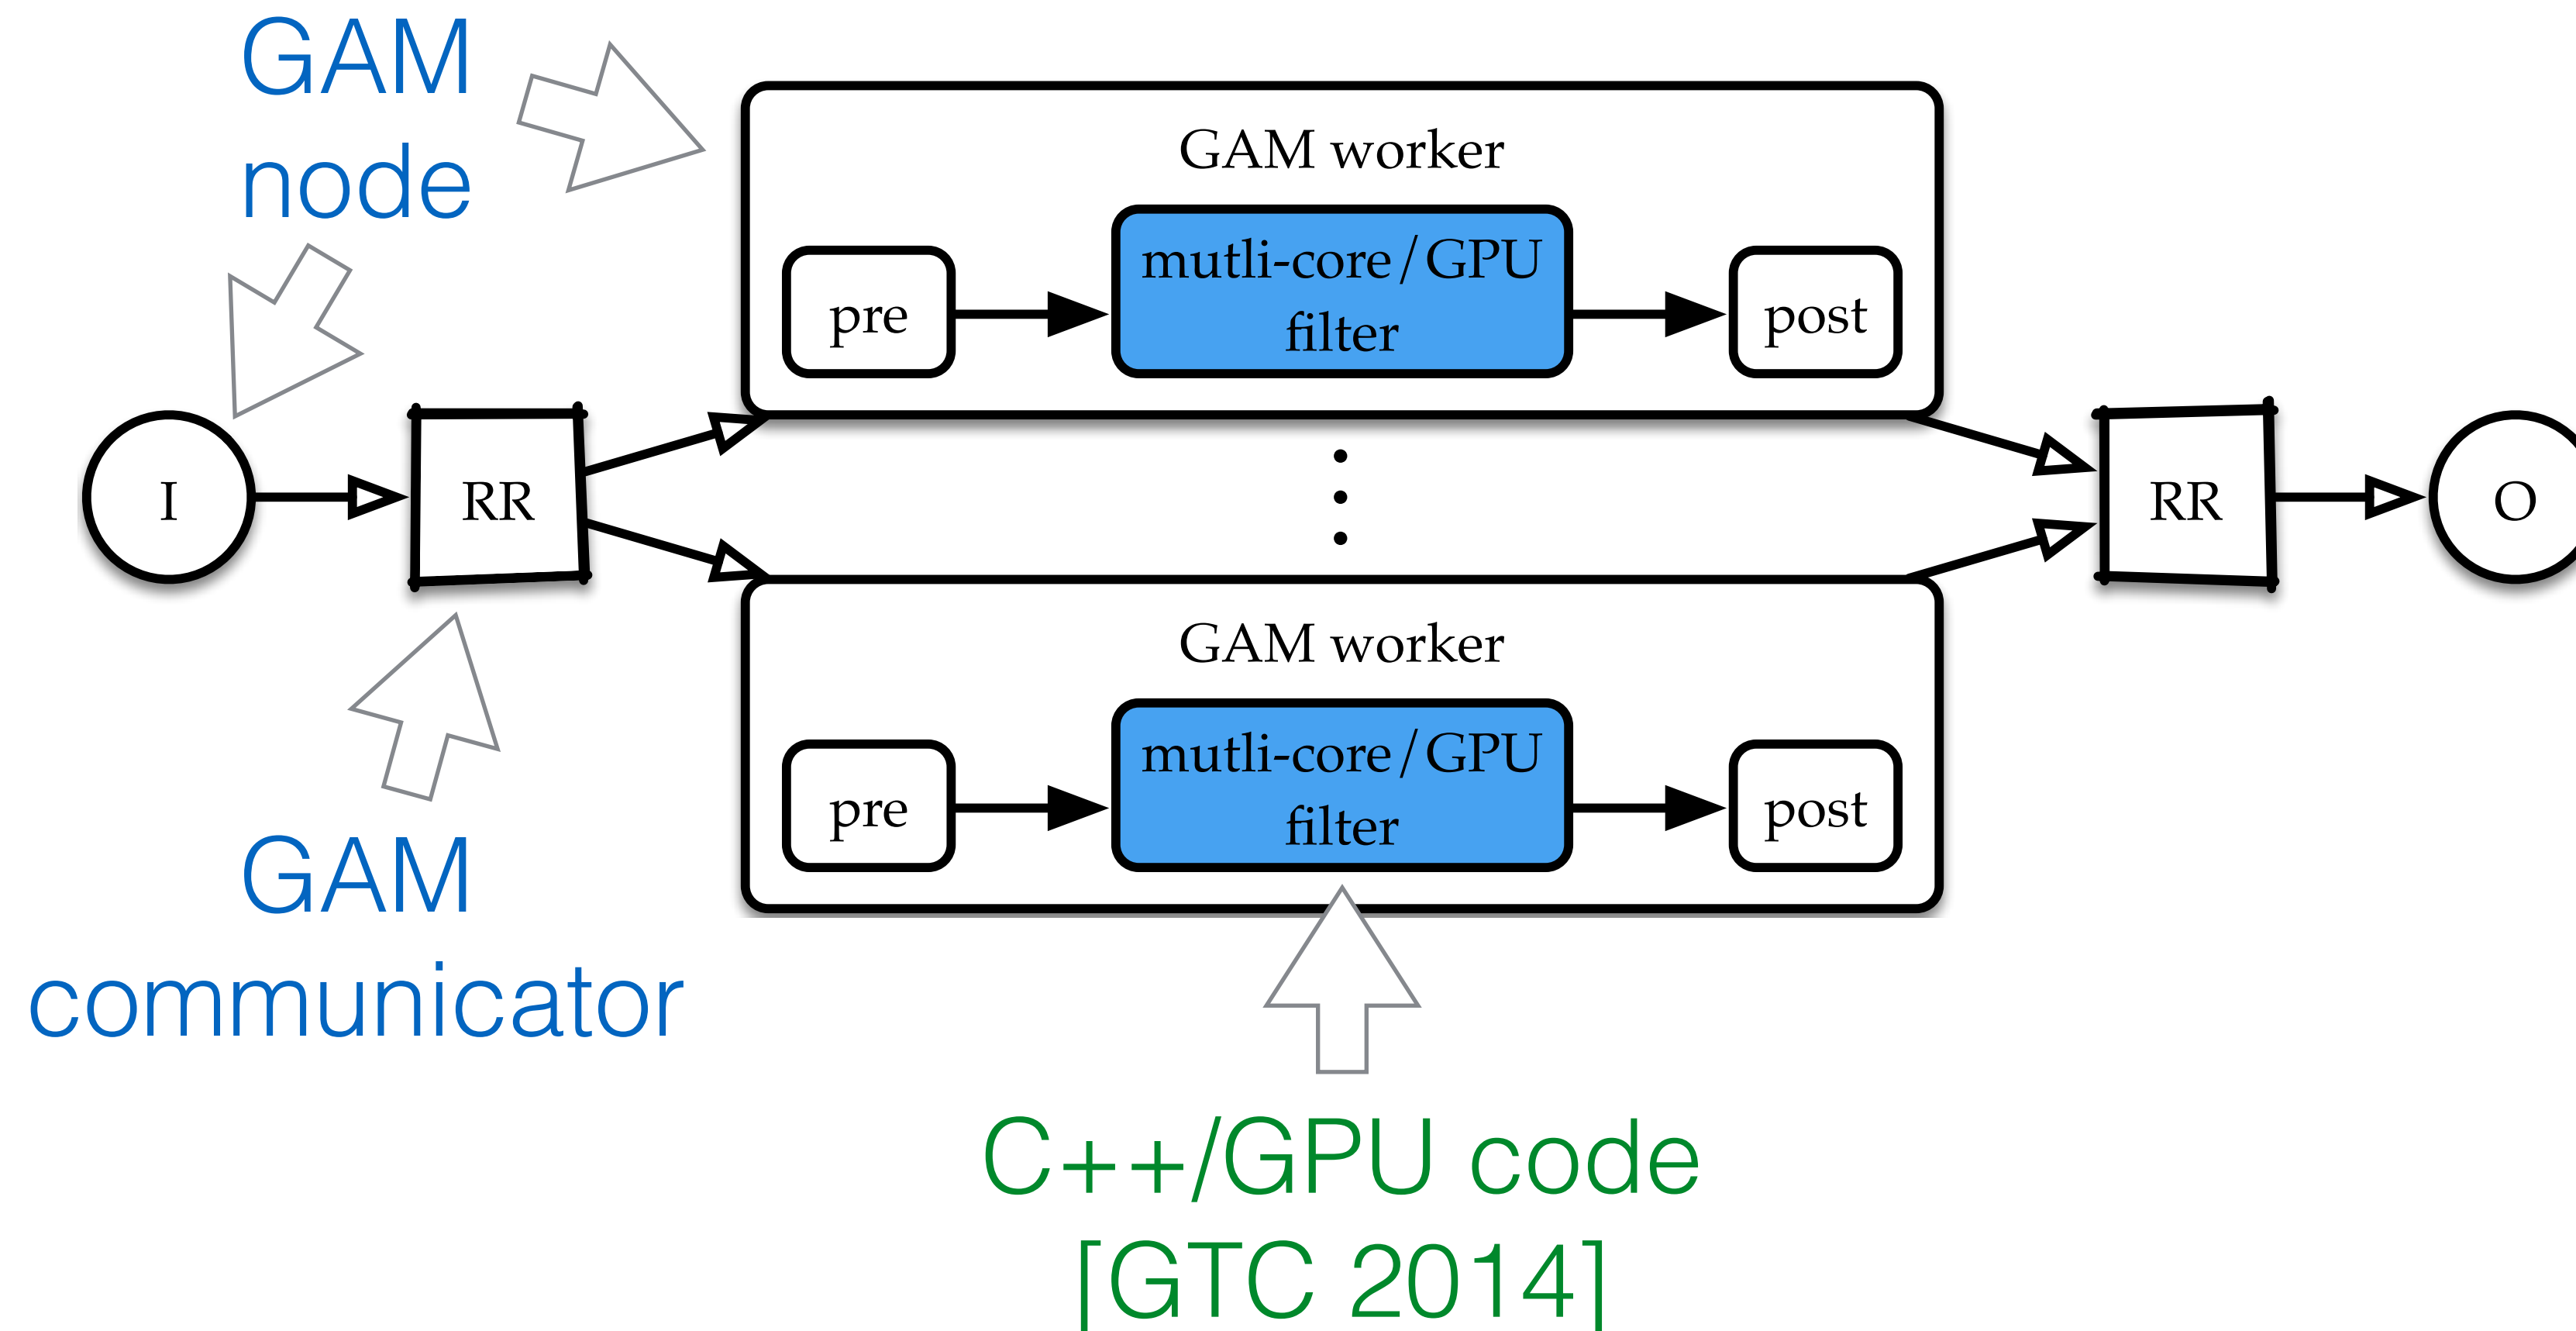 GAM
node
GAM worker
pre
mutli-core/GPU
filter
post
I
RR
RR
O
GAM worker
pre
mutli-core/GPU
filter
post
GAM
communicator
C++/GPU code
[GTC 2014]